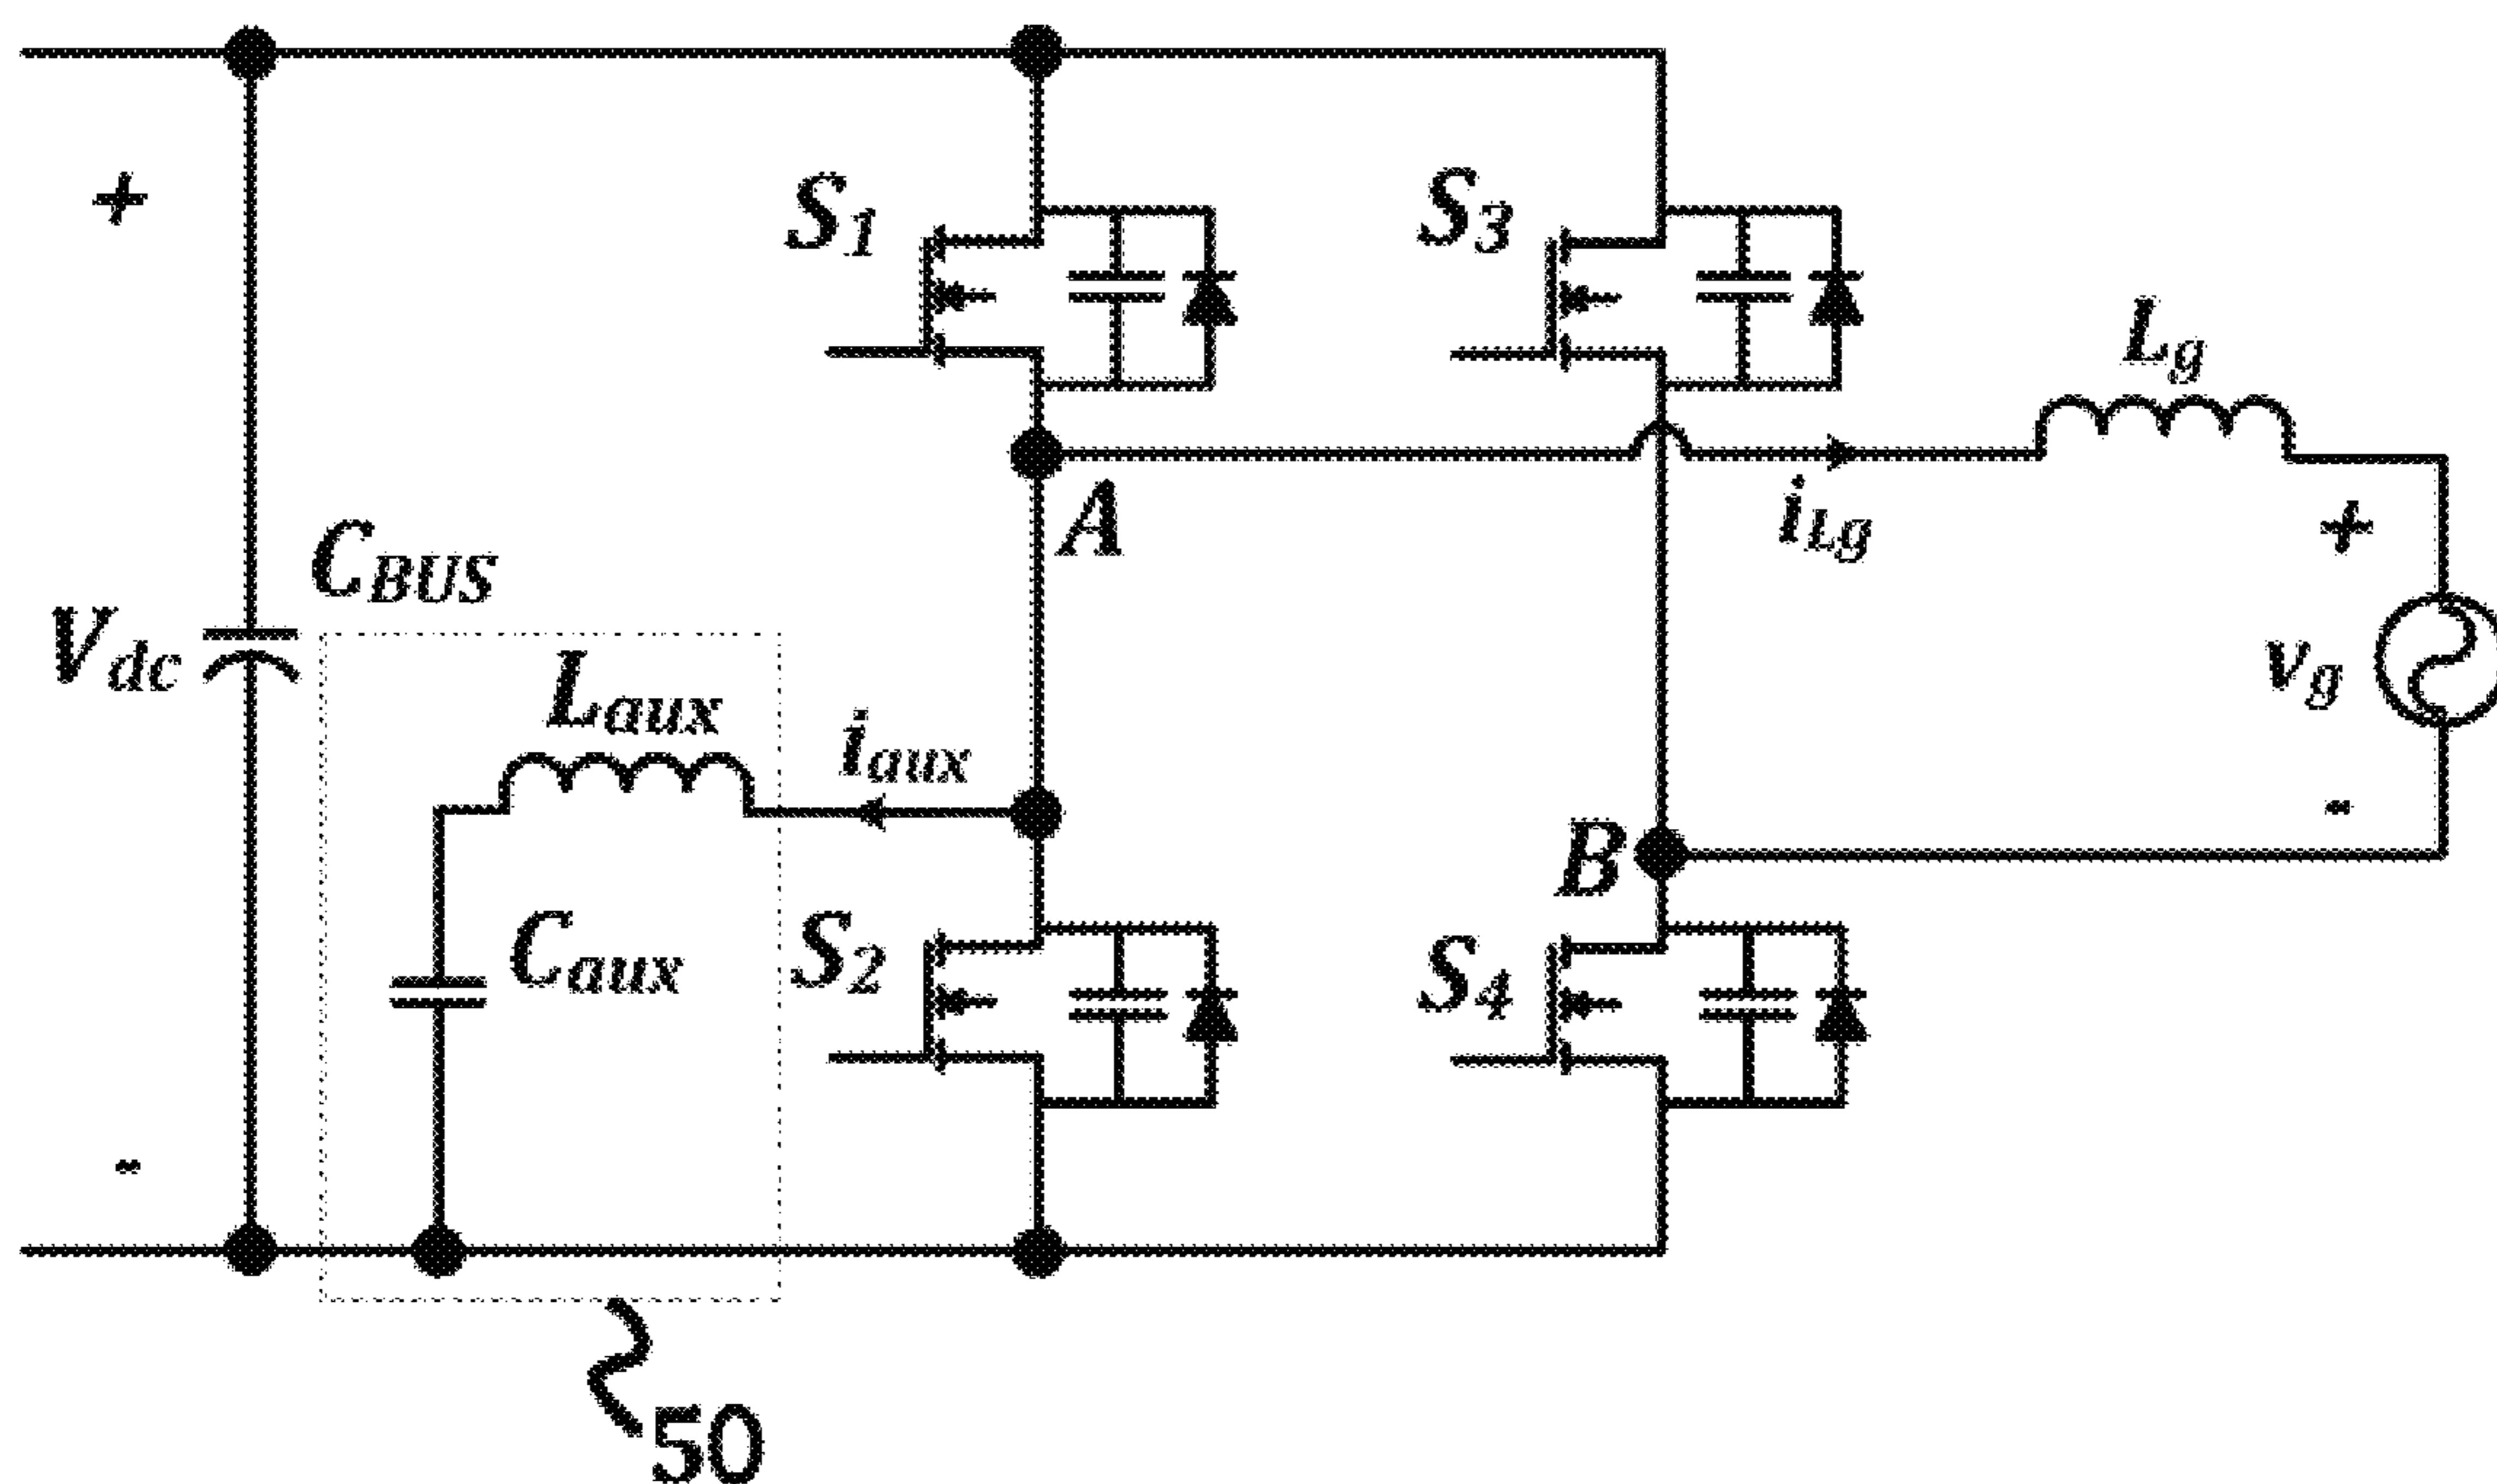 +
S1
S3
Lg
A
iLg
+
CBUS
Vdc
Laux
iaux
vg
-
B
Caux
S2
S4
-
50